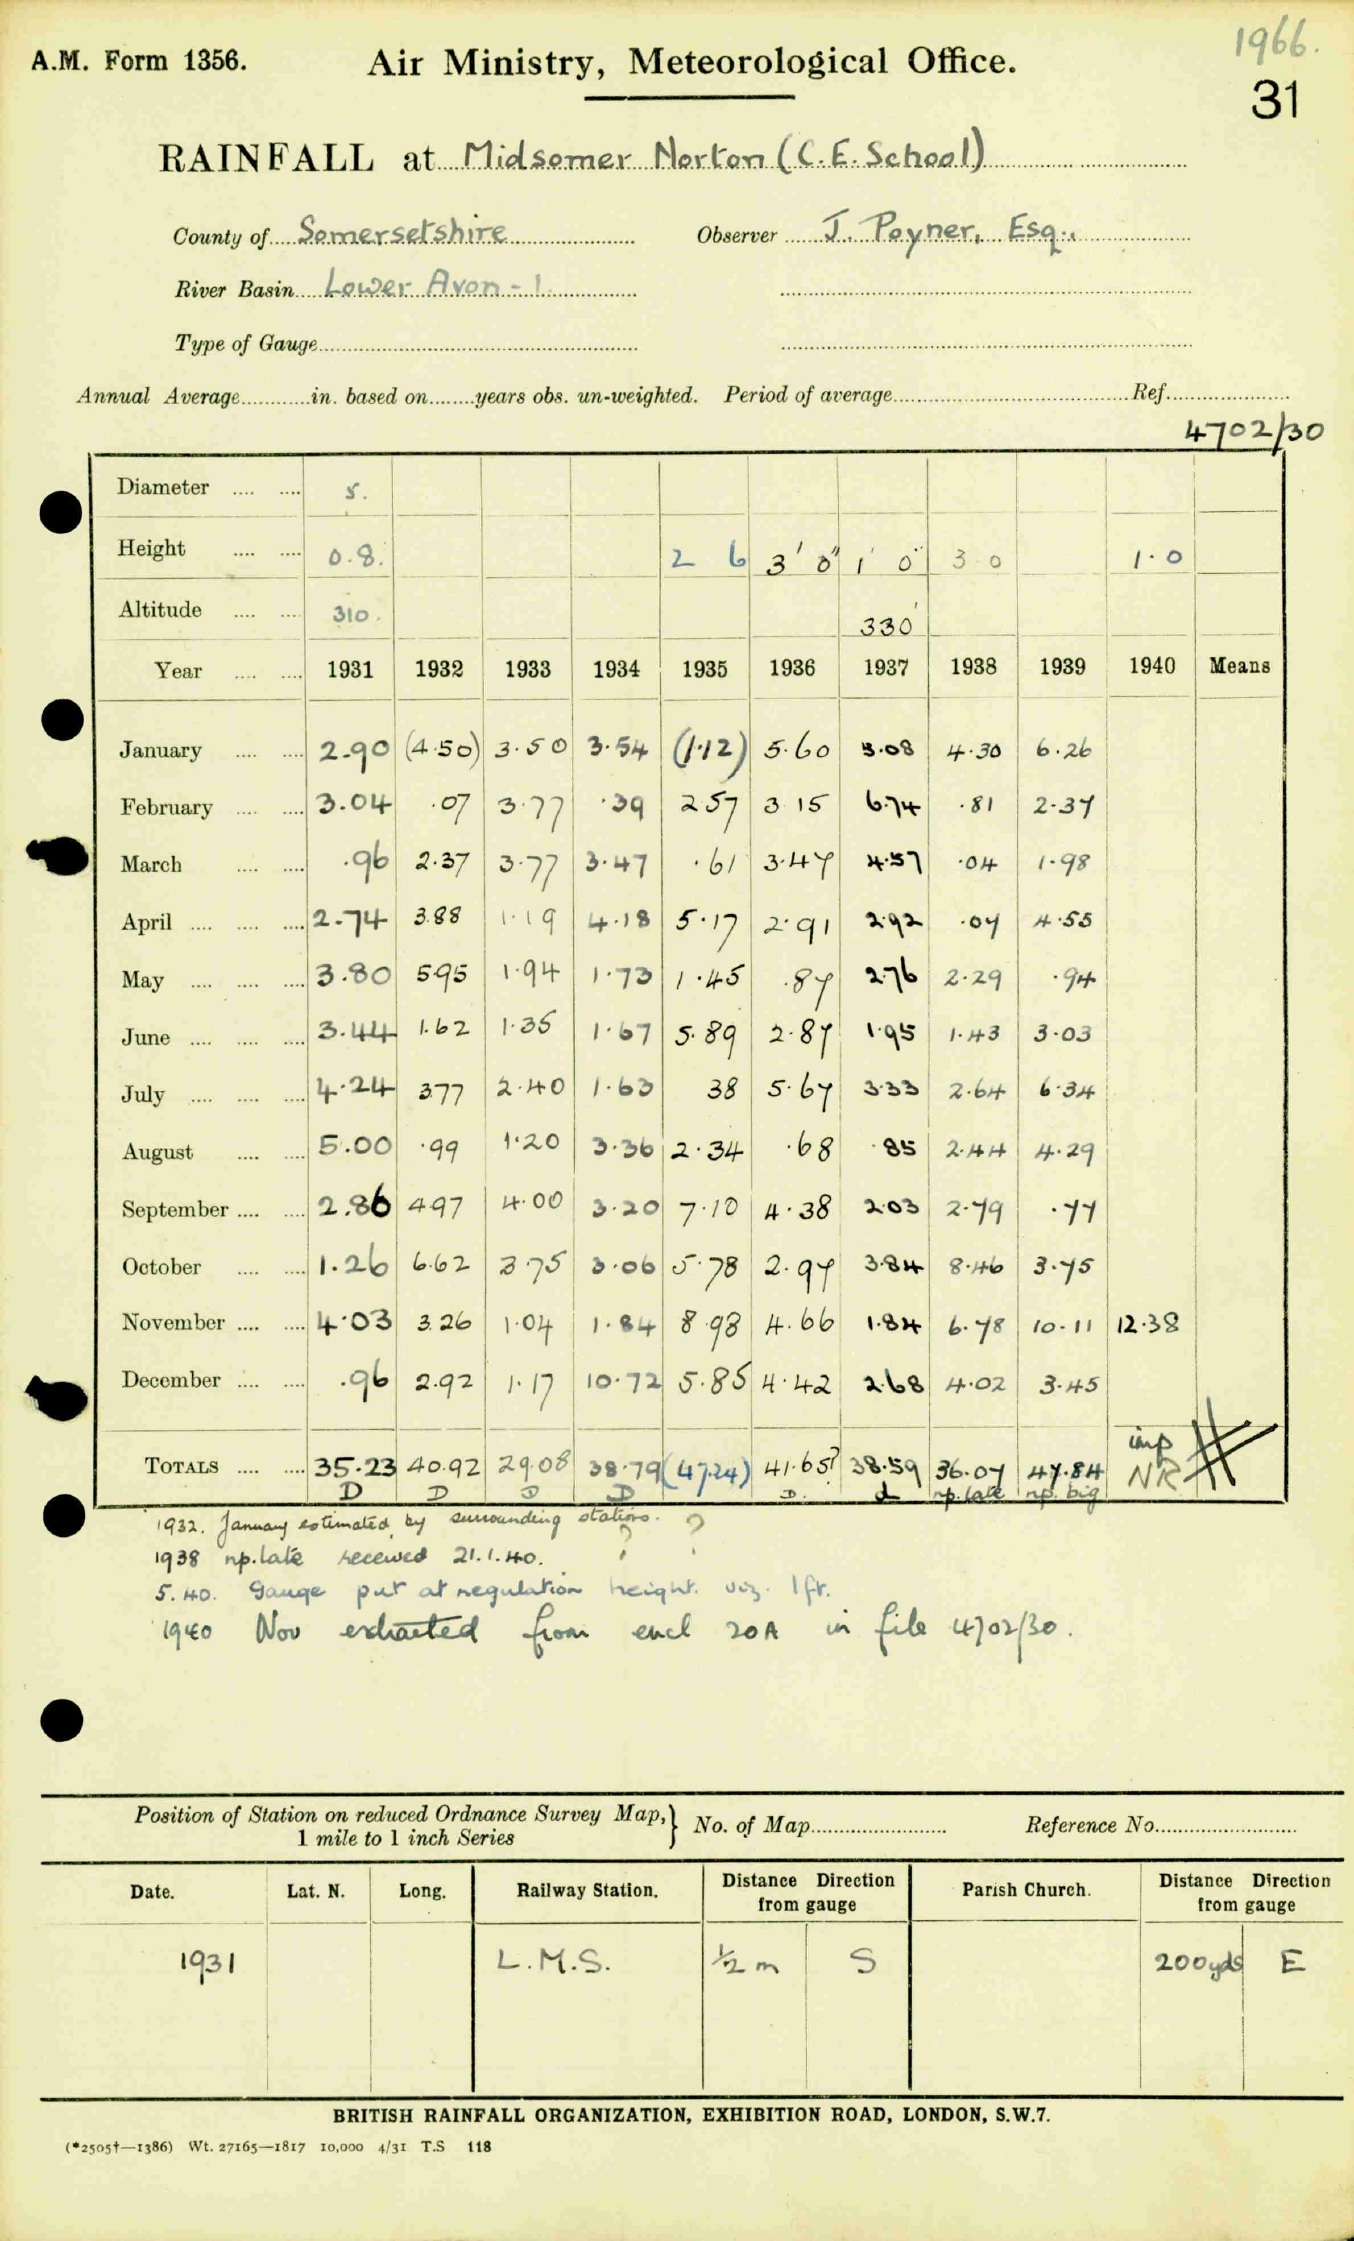 1966.
A.M. Form 1356. Air Ministry, Meteorological Office.
31
RAINFALL at Midsomer Norton (C.E. School)
County of Somersetshire Observer J. Poyner, Esq.,
River Basin Lower Avon - 1
Type of Gauge
Annual Average in. based on years obs. un-weighted. Period of average Ref.
4702/30
Diameter 5.
Height 0.8. 2 6 3' 0" 1' 0" 3 0 1.0
Altitude 310. 330'
Year 1931 1932 1933 1934 1935 1936 1937 1938 1939 1940 Means
January 2.90 (4.50) 3.50 3.54 (1.12) 5.60 5.08 4.30 6.26
February 3.04 .07 3.77 .39 2.57 3 15 6.74 .81 2.37
March .96 2.37 3.77 3.47 .61 3.47 4.57 .04 1.98
April 2.74 3.88 1.19 4.18 5.17 2.91 2.92 .07 4.55
May 3.80 5.95 1.94 1.73 1.45 .87 2.76 2.29 .94
June 3.44 1.62 1.35 1.67 5.89 2.87 1.95 1.43 3.03
July 4.24 3.77 2.40 1.63 38 5.67 3.33 2.64 6.34
August 5.00 .99 1.20 3.36 2.34 .68 .85 2.44 4.29
September 2.86 4.97 4.00 3.20 7.10 4.38 2.03 2.79 .77
October 1.26 6.62 3.75 3.06 5.78 2.97 3.84 8.46 3.75
November 4.03 3.26 1.04 1.84 8.98 4.66 1.84 6.78 10.11 12.38
December .96 2.92 1.17 10.72 5.85 4.42 2.68 4.02 3.45
TOTALS 35.23 40.92 29.08 38.79 (47.24) 41.65? 38.59 36.07 47.84 imp NR
D D D D D. d np. late np. big
1932. January estimated by surrounding stations. ?
1938 np. late received 21.1.40. ?
5.40. Gauge put at regulation height. viz. 1ft.
1940 Nov extracted from encl 20A in file 4702/30.
Position of Station on reduced Ordnance Survey Map, } No. of Map Reference No.
1 mile to 1 inch Series
Date. Lat. N. Long. Railway Station. Distance Direction from gauge Parish Church. Distance Direction from gauge
1931 L.M.S. ½ m S 200yds E
BRITISH RAINFALL ORGANIZATION, EXHIBITION ROAD, LONDON, S.W.7.
(*2505†—1386) Wt. 27165—1817 10,000 4/31 T.S 118